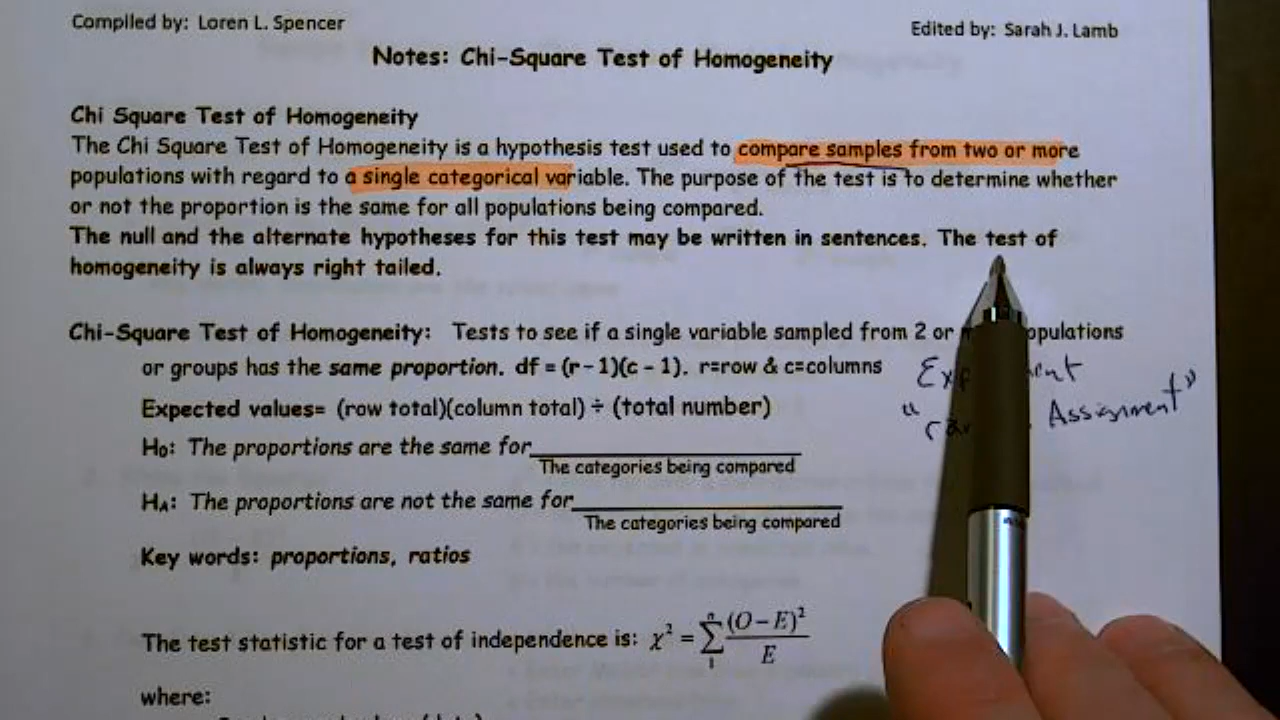 Compiled by: Loren L. Spencer
Edited by: Sarah J. Lamb
Notes: Chi-Square Test of Homogeneity
Chi Square Test of Homogeneity
The Chi Square Test of Homogeneity is a hypothesis test used to compare samples from two or more
populations with regard to a single categorical variable. The purpose of the test is to determine whether
or not the proportion is the same for all populations being compared.
The null and the alternate hypotheses for this test may be written in sentences. The test of
homogeneity is always right tailed.
Chi-Square Test of Homogeneity: Tests to see if a single variable sampled from 2 or opulations
or groups has the same proportion. df = (r - 1)(c - 1). r=row & c=columns
Expected values= (row total)(column total) ÷ (total number)
Assignment"
H₀: The proportions are the same for
The categories being compared
Hᴀ: The proportions are not the same for
The categories being compared
Key words: proportions, ratios
The test statistic for a test of independence is: χ² = ∑ₗⁿ (O – E)² / E
where: